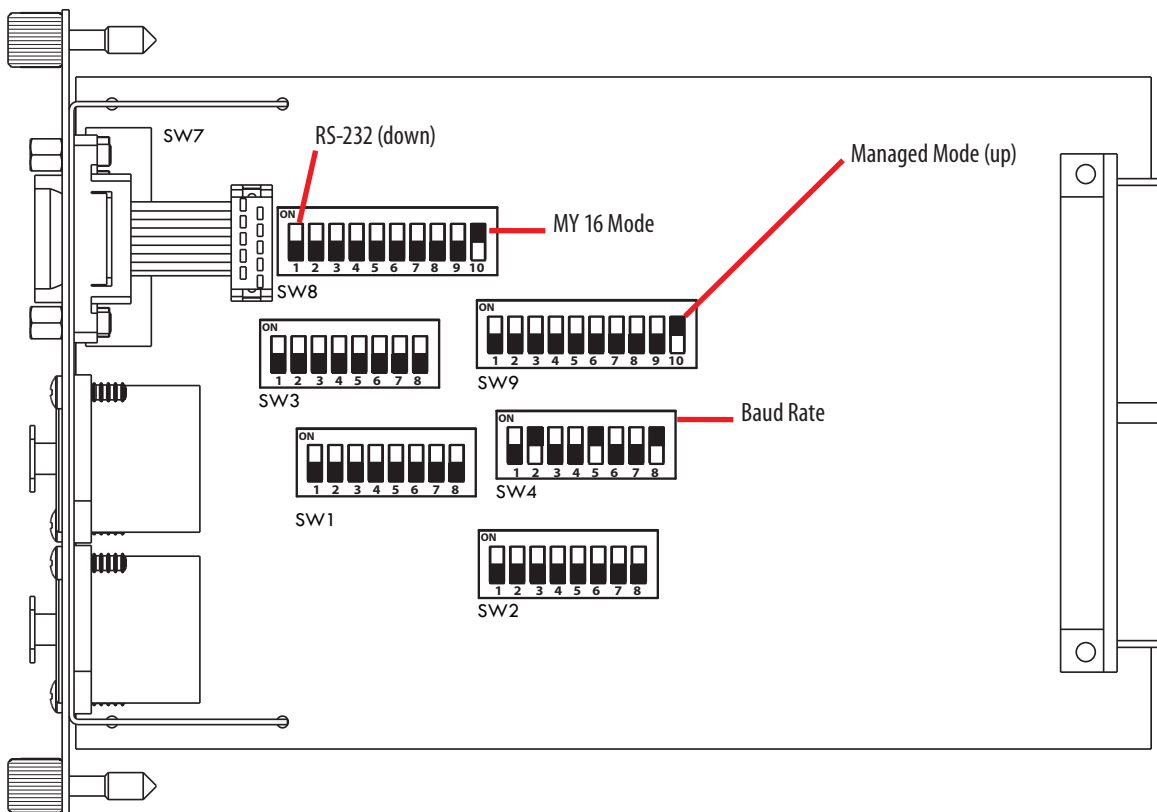 SW7
RS-232 (down)
Managed Mode (up)
MY 16 Mode
ON
1 2 3 4 5 6 7 8 9 10
SW8
ON
1 2 3 4 5 6 7 8 9 10
SW9
ON
1 2 3 4 5 6 7 8
SW3
Baud Rate
ON
1 2 3 4 5 6 7 8
SW4
ON
1 2 3 4 5 6 7 8
SW1
ON
1 2 3 4 5 6 7 8
SW2